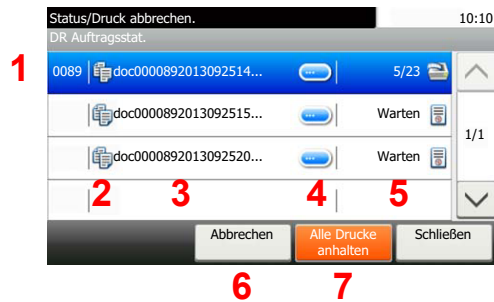 Status/Druck abbrechen. 10:10
DR Auftragsstat.
1 0089 doc0000892013092514... ... 5/23
doc0000892013092515... ... Warten
1/1
doc0000892013092520... ... Warten
2 3 4 5
Abbrechen Alle Drucke anhalten Schließen
6 7